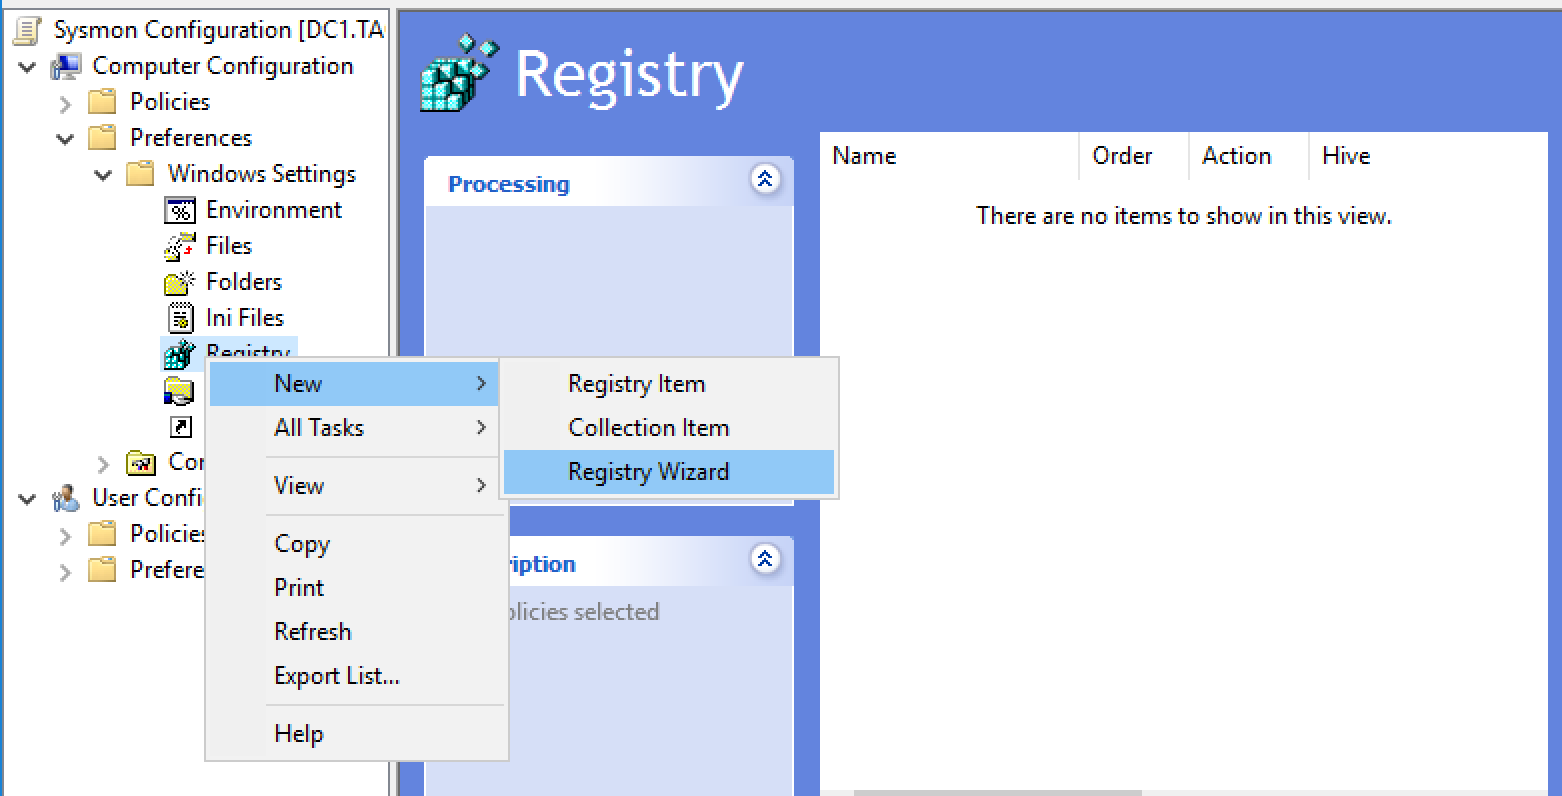 Sysmon Configuration [DC1.TA
Computer Configuration
Policies
Preferences
Windows Settings
Environment
Files
Folders
Ini Files
Registry
User Confi
Policies
Prefere
New
All Tasks
View
Copy
Print
Refresh
Export List...
Help
Registry Item
Collection Item
Registry Wizard
Registry
Processing
ription
olicies selected
Name Order Action Hive
There are no items to show in this view.